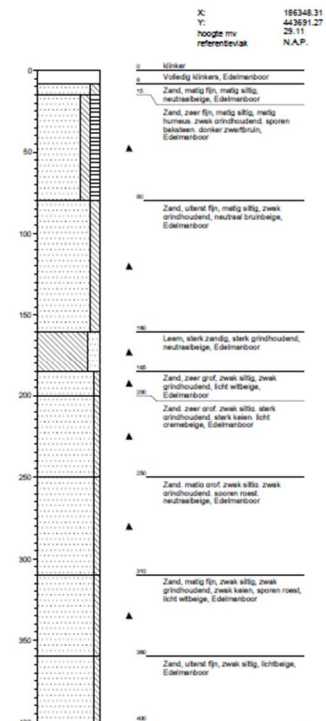 X: 186348.31
Y: 443691.27
hoogte mv 29.11
referentievlak N.A.P.
0
0 klinker
8 Volledig klinkers, Edelmanboor
15 Zand, matig fijn, matig siltig,
neutraalbeige, Edelmanboor
Zand, zeer fijn, matig siltig, matig
humeus, zwak grindhoudend, sporen
baksteen, donker zwartbruin,
Edelmanboor
50
80 Zand, uiterst fijn, matig siltig, zwak
grindhoudend, neutraal bruinbeige,
Edelmanboor
100
150
160 Leem, sterk zandig, sterk grindhoudend,
neutraalbeige, Edelmanboor
185 Zand, zeer grof, zwak siltig, zwak
grindhoudend, licht witbeige,
Edelmanboor
200
200 Zand, zeer grof, zwak siltig, sterk
grindhoudend, sterk keien, licht
cremebeige, Edelmanboor
250
250 Zand, matig grof, zwak siltig, zwak
grindhoudend, sporen roest,
neutraalbeige, Edelmanboor
300
310 Zand, matig fijn, zwak siltig, zwak
grindhoudend, zwak keien, sporen roest,
licht witbeige, Edelmanboor
350
360 Zand, uiterst fijn, zwak siltig, lichtbeige,
Edelmanboor
400
400